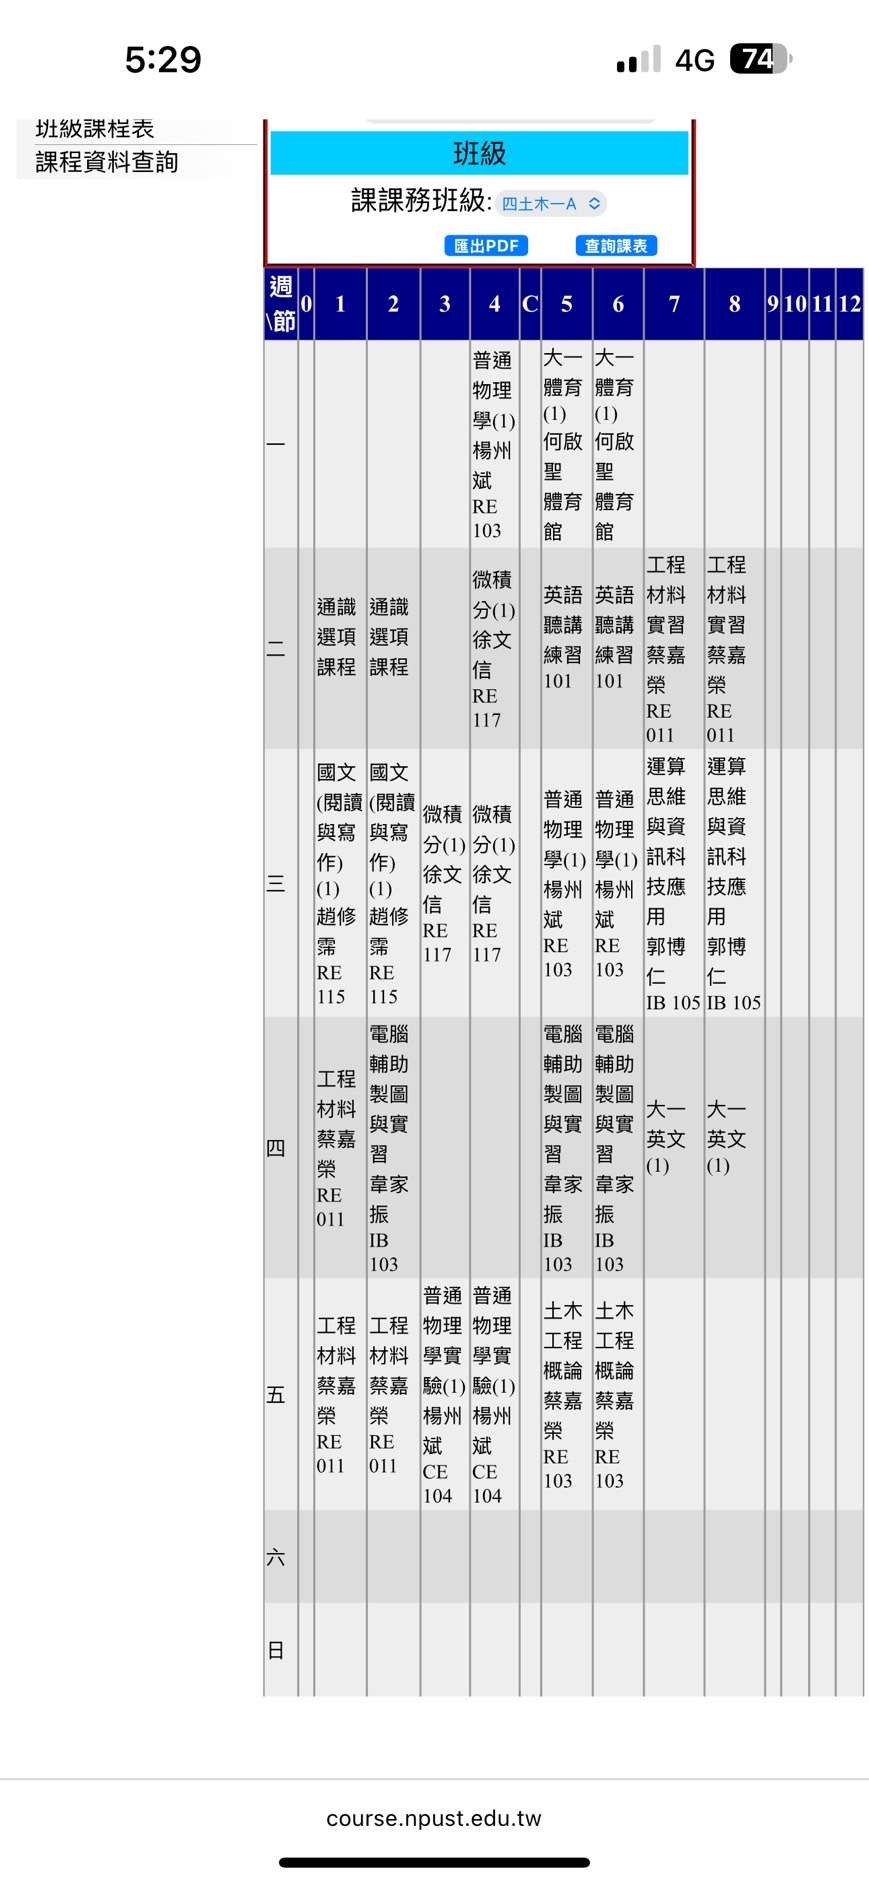 5:29
4G 74
班級課程表
課程資料查詢
班級
課課務班級: 四土木一A
匯出PDF 查詢課表
週\節 0 1 2 3 4 C 5 6 7 8 9 10 11 12
一
普通物理學(1) 楊州斌 RE 103
大一體育(1) 何啟聖 體育館
大一體育(1) 何啟聖 體育館
二
通識選項課程
通識選項課程
微積分(1) 徐文信 RE 117
英語聽講練習 101
英語聽講練習 101
工程材料實習 蔡嘉榮 RE 011
工程材料實習 蔡嘉榮 RE 011
三
國文(閱讀與寫作)(1) 趙修霈 RE 115
國文(閱讀與寫作)(1) 趙修霈 RE 115
微積分(1) 徐文信 RE 117
微積分(1) 徐文信 RE 117
普通物理學(1) 楊州斌 RE 103
普通物理學(1) 楊州斌 RE 103
運算思維與資訊科技應用 郭博仁 IB 105
運算思維與資訊科技應用 郭博仁 IB 105
四
工程材料 蔡嘉榮 RE 011
電腦輔助製圖與實習 韋家振 IB 103
電腦輔助製圖與實習 韋家振 IB 103
電腦輔助製圖與實習 韋家振 IB 103
大一英文(1)
大一英文(1)
五
工程材料 蔡嘉榮 RE 011
工程材料 蔡嘉榮 RE 011
普通物理學實驗(1) 楊州斌 CE 104
普通物理學實驗(1) 楊州斌 CE 104
土木工程概論 蔡嘉榮 RE 103
土木工程概論 蔡嘉榮 RE 103
六
日
course.npust.edu.tw